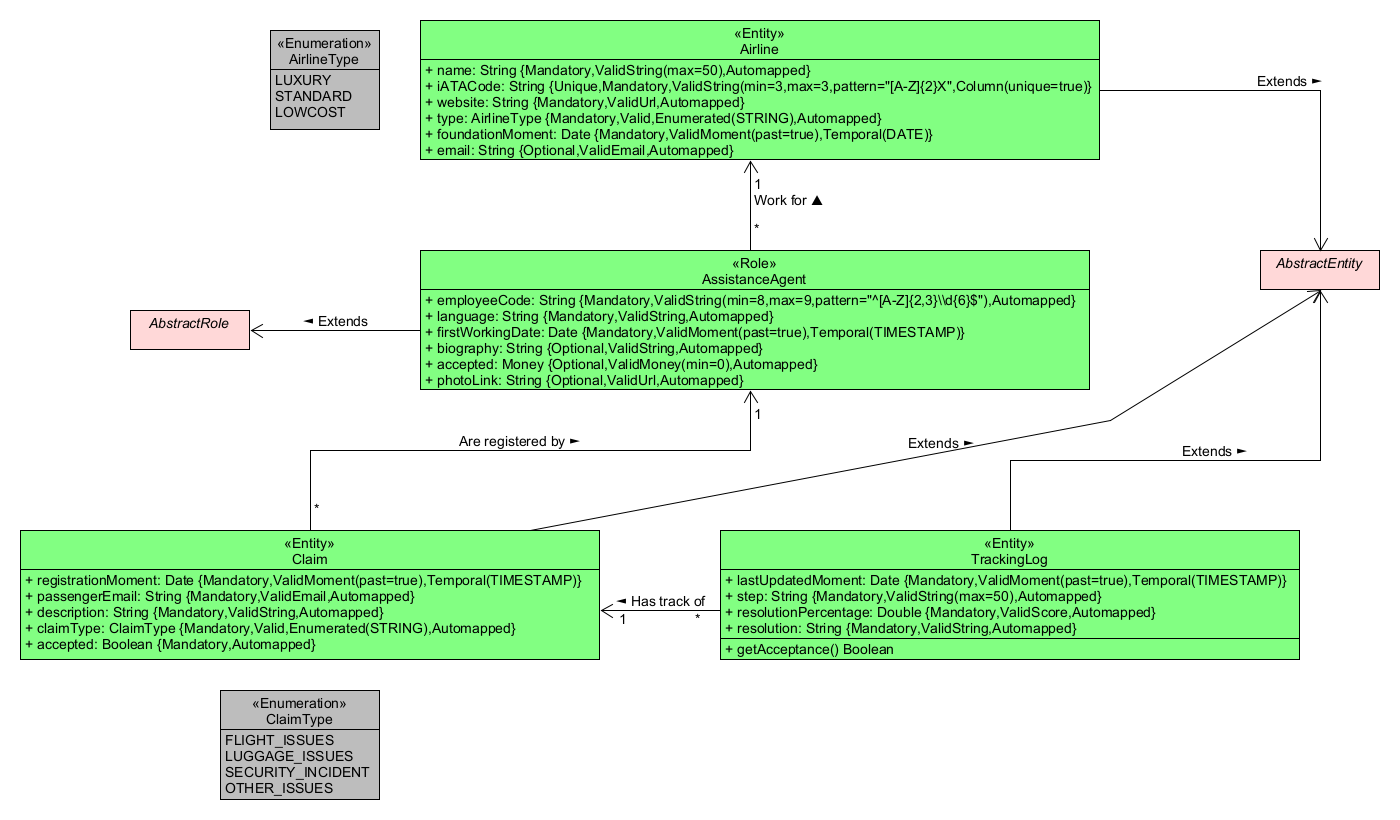 «Enumeration»
AirlineType
LUXURY
STANDARD
LOWCOST
«Entity»
Airline
+ name: String {Mandatory,ValidString(max=50),Automapped}
+ iATACode: String {Unique,Mandatory,ValidString(min=3,max=3,pattern="[A-Z]{2}X",Column(unique=true)}
+ website: String {Mandatory,ValidUrl,Automapped}
+ type: AirlineType {Mandatory,Valid,Enumerated(STRING),Automapped}
+ foundationMoment: Date {Mandatory,ValidMoment(past=true),Temporal(DATE)}
+ email: String {Optional,ValidEmail,Automapped}
Extends ►
1
Work for ▲
*
«Role»
AssistanceAgent
+ employeeCode: String {Mandatory,ValidString(min=8,max=9,pattern="^[A-Z]{2,3}\\d{6}$"),Automapped}
+ language: String {Mandatory,ValidString,Automapped}
+ firstWorkingDate: Date {Mandatory,ValidMoment(past=true),Temporal(TIMESTAMP)}
+ biography: String {Optional,ValidString,Automapped}
+ accepted: Money {Optional,ValidMoney(min=0),Automapped}
+ photoLink: String {Optional,ValidUrl,Automapped}
AbstractEntity
AbstractRole
◄ Extends
1
Are registered by ►
*
Extends ►
Extends ►
«Entity»
Claim
+ registrationMoment: Date {Mandatory,ValidMoment(past=true),Temporal(TIMESTAMP)}
+ passengerEmail: String {Mandatory,ValidEmail,Automapped}
+ description: String {Mandatory,ValidString,Automapped}
+ claimType: ClaimType {Mandatory,Valid,Enumerated(STRING),Automapped}
+ accepted: Boolean {Mandatory,Automapped}
◄ Has track of
1 *
«Entity»
TrackingLog
+ lastUpdatedMoment: Date {Mandatory,ValidMoment(past=true),Temporal(TIMESTAMP)}
+ step: String {Mandatory,ValidString(max=50),Automapped}
+ resolutionPercentage: Double {Mandatory,ValidScore,Automapped}
+ resolution: String {Mandatory,ValidString,Automapped}
+ getAcceptance() Boolean
«Enumeration»
ClaimType
FLIGHT_ISSUES
LUGGAGE_ISSUES
SECURITY_INCIDENT
OTHER_ISSUES